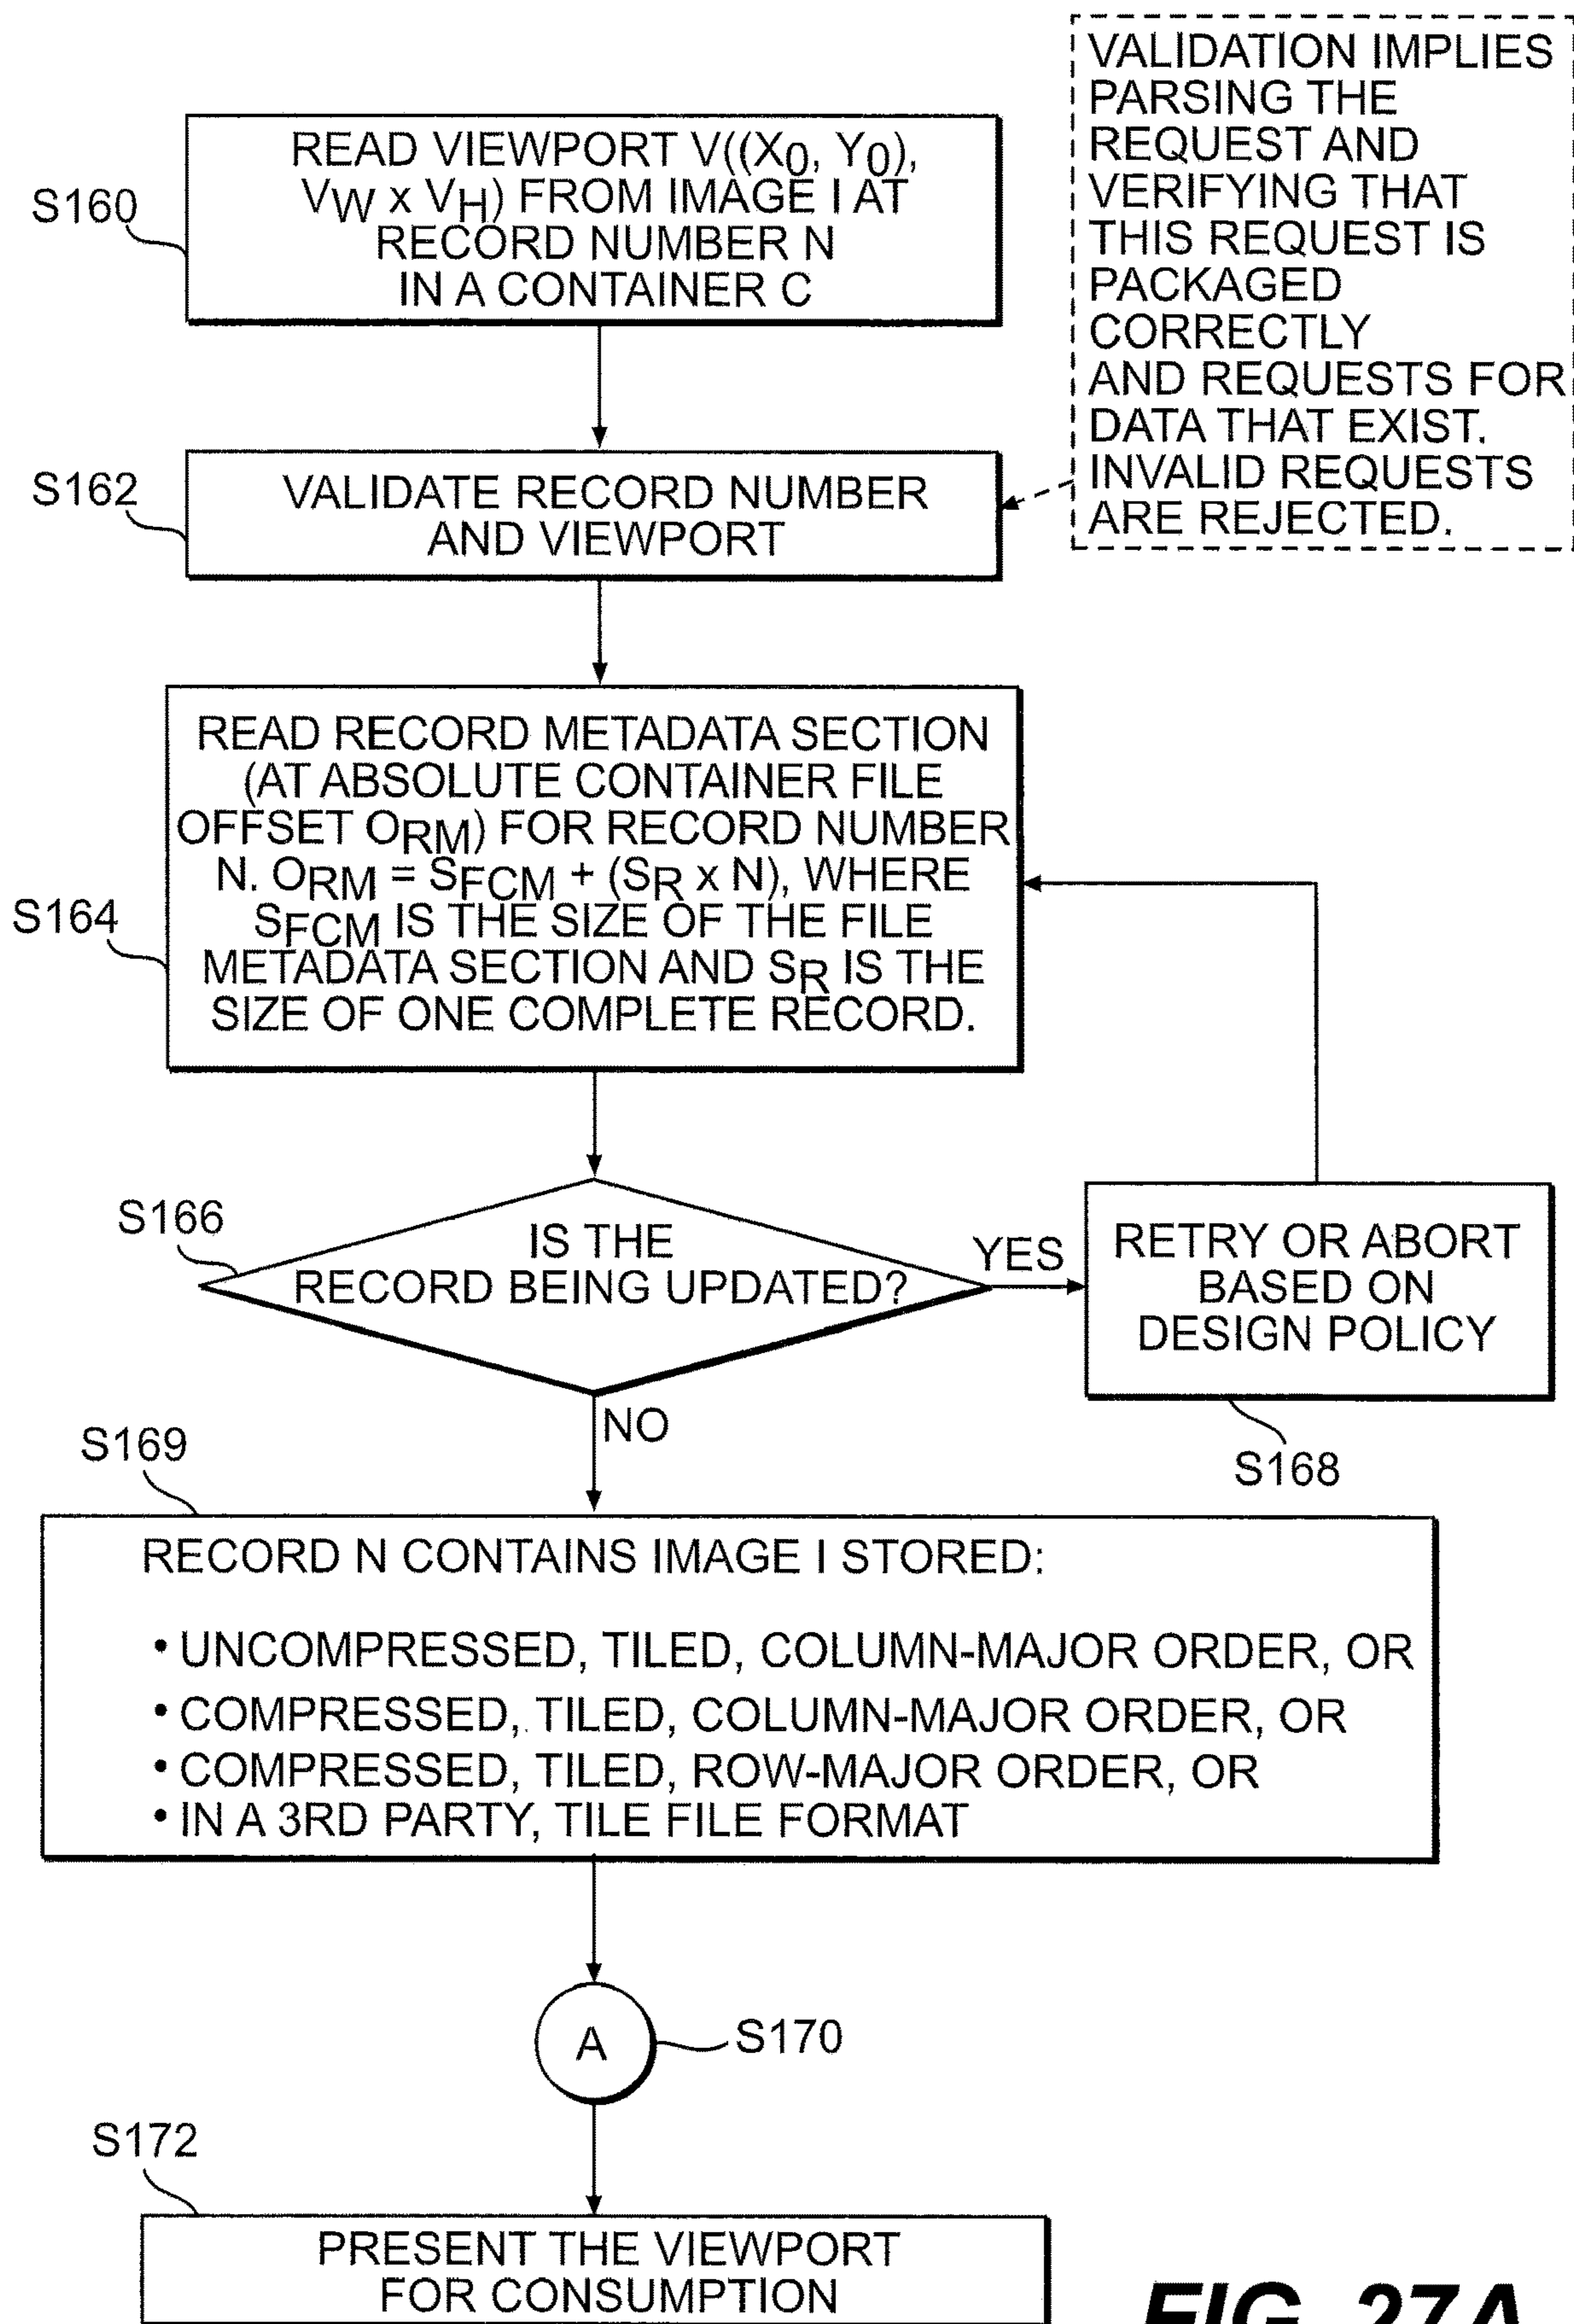 VALIDATION IMPLIES
PARSING THE
REQUEST AND
VERIFYING THAT
THIS REQUEST IS
PACKAGED
CORRECTLY
AND REQUESTS FOR
DATA THAT EXIST.
INVALID REQUESTS
ARE REJECTED.
READ VIEWPORT V((X0, Y0),
VW x VH) FROM IMAGE I AT
RECORD NUMBER N
IN A CONTAINER C
S160
VALIDATE RECORD NUMBER
AND VIEWPORT
S162
READ RECORD METADATA SECTION
(AT ABSOLUTE CONTAINER FILE
OFFSET ORM) FOR RECORD NUMBER
N. ORM = SFCM + (SR x N), WHERE
SFCM IS THE SIZE OF THE FILE
METADATA SECTION AND SR IS THE
SIZE OF ONE COMPLETE RECORD.
S164
S166
IS THE
RECORD BEING UPDATED?
YES
RETRY OR ABORT
BASED ON
DESIGN POLICY
S168
NO
S169
RECORD N CONTAINS IMAGE I STORED:
• UNCOMPRESSED, TILED, COLUMN-MAJOR ORDER, OR
• COMPRESSED, TILED, COLUMN-MAJOR ORDER, OR
• COMPRESSED, TILED, ROW-MAJOR ORDER, OR
• IN A 3RD PARTY, TILE FILE FORMAT
A
S170
S172
PRESENT THE VIEWPORT
FOR CONSUMPTION
FIG. 27A